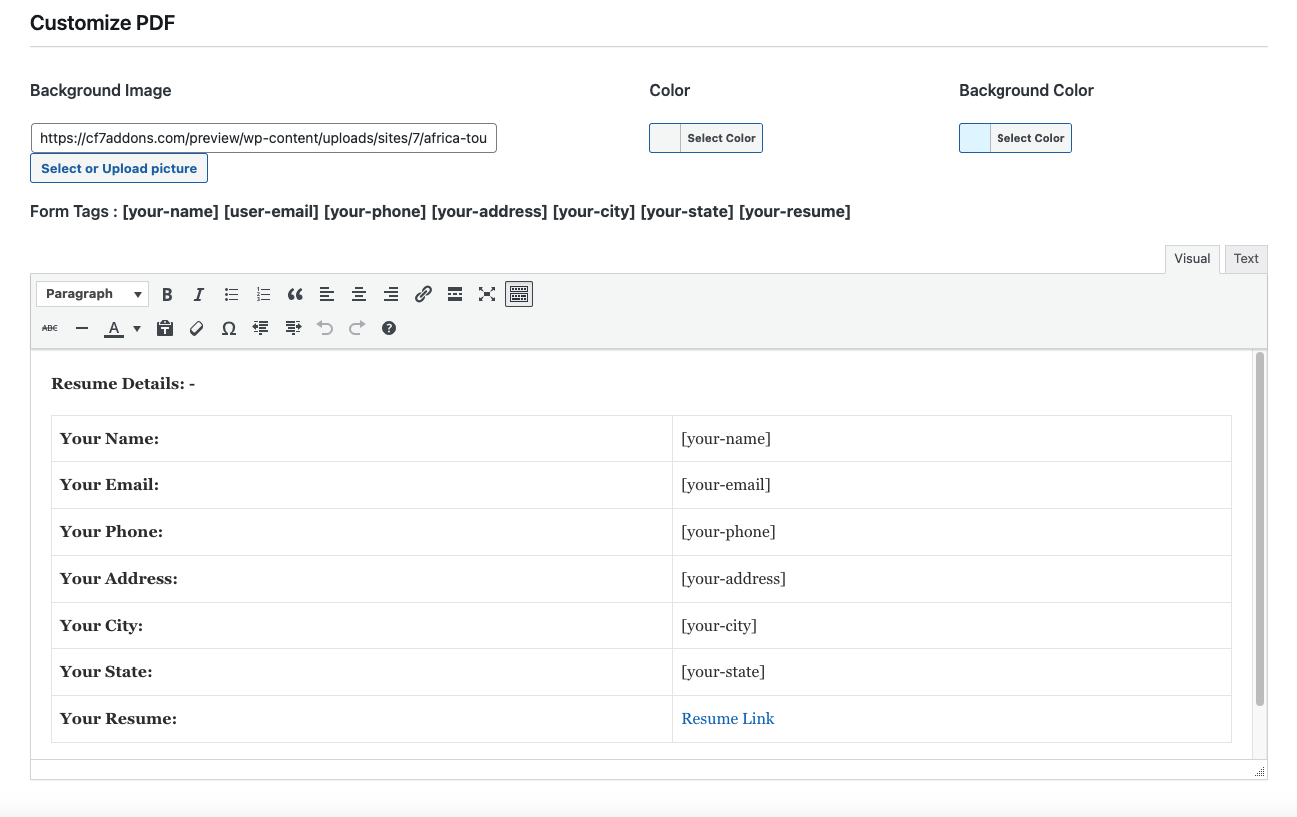 Customize PDF
Background Image
Color
Background Color
https://cf7addons.com/preview/wp-content/uploads/sites/7/africa-tou
Select Color
Select Color
Select or Upload picture
Form Tags : [your-name] [user-email] [your-phone] [your-address] [your-city] [your-state] [your-resume]
Visual
Text
Paragraph
B
I
ABC
A
Ω
Resume Details: -
Your Name:
[your-name]
Your Email:
[your-email]
Your Phone:
[your-phone]
Your Address:
[your-address]
Your City:
[your-city]
Your State:
[your-state]
Your Resume:
Resume Link